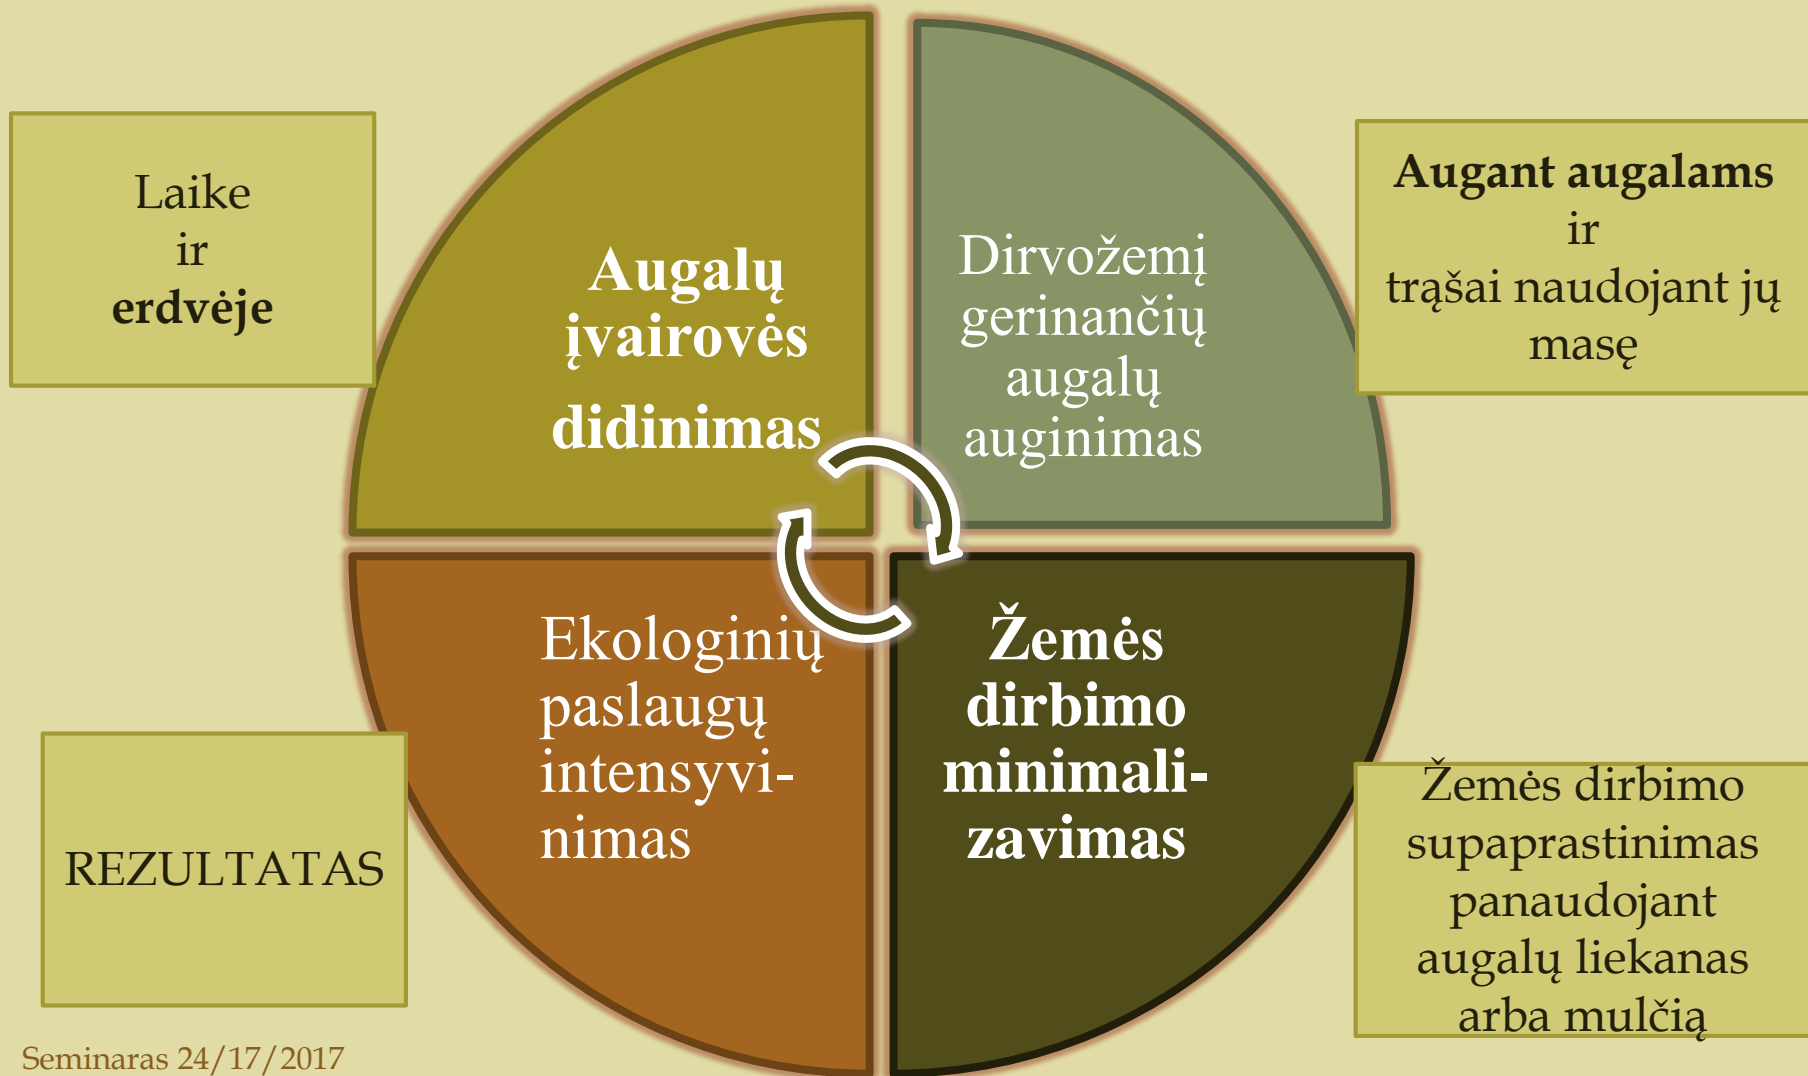 Laike
ir
erdvėje
Augalų
įvairovės
didinimas
Dirvožemį
gerinančių
augalų
auginimas
Augant augalams
ir
trąšai naudojant jų
masę
REZULTATAS
Ekologinių
paslaugų
intensyvi-
nimas
Žemės
dirbimo
minimali-
zavimas
Žemės dirbimo
supaprastinimas
panaudojant
augalų liekanas
arba mulčią
Seminaras 24/17/2017